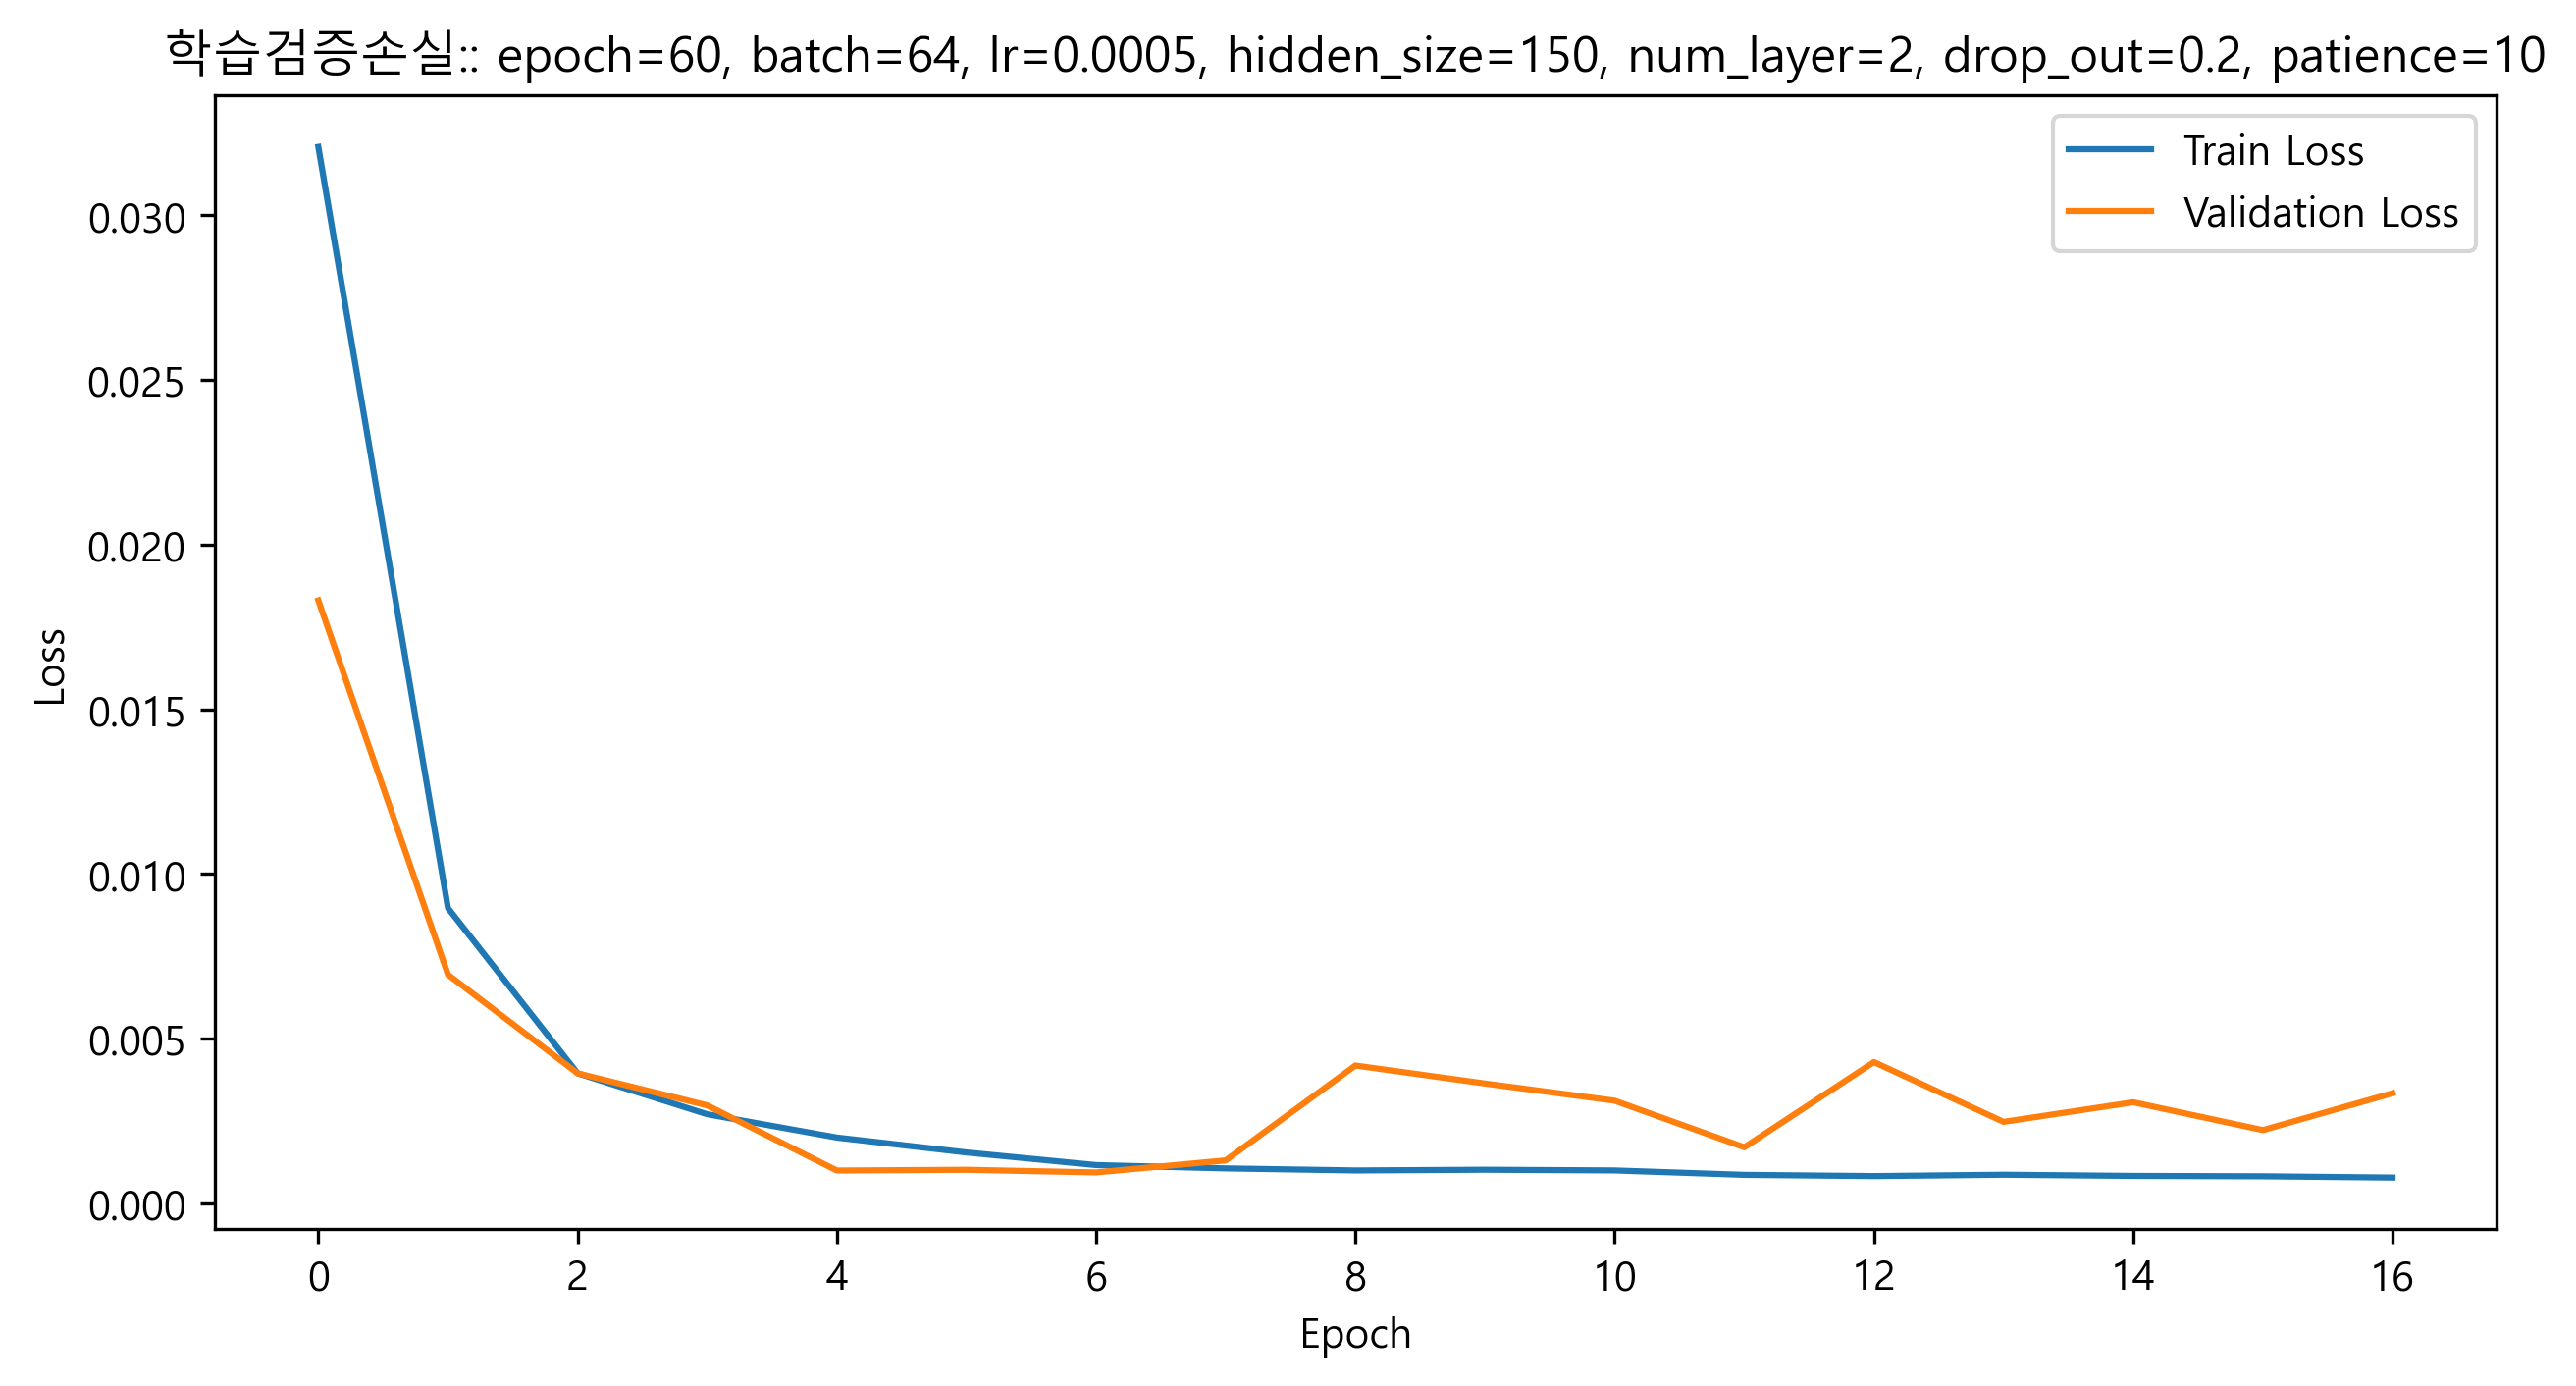 학습검증손실:: epoch=60, batch=64, lr=0.0005, hidden_size=150, num_layer=2, drop_out=0.2, patience=10
Train Loss
Validation Loss
0.030
0.025
0.020
0.015
0.010
0.005
0.000
Loss
0 2 4 6 8 10 12 14 16
Epoch